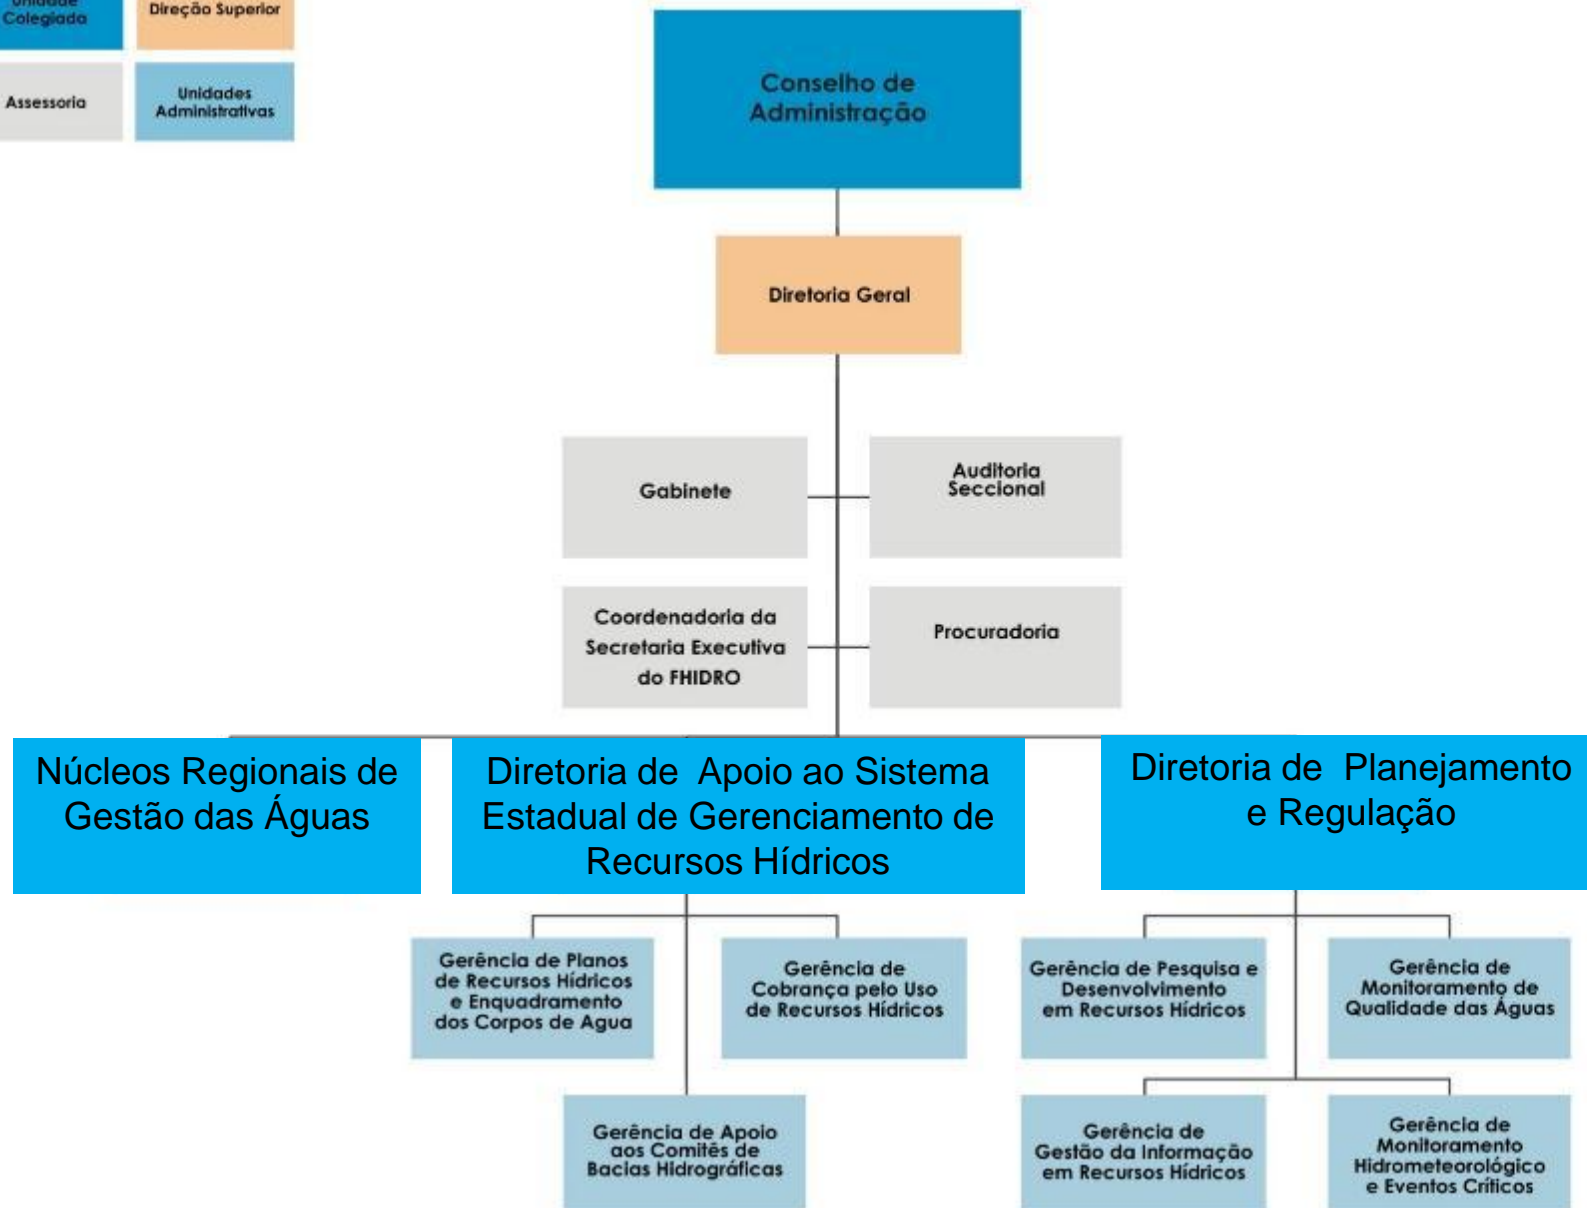 Unidade
Colegiada
Direção Superior
Assessoria
Unidades
Administrativas
Conselho de
Administração
Diretoria Geral
Gabinete
Auditoria
Seccional
Coordenadoria da
Secretaria Executiva
do FHIDRO
Procuradoria
Núcleos Regionais de
Gestão das Águas
Diretoria de Apoio ao Sistema
Estadual de Gerenciamento de
Recursos Hídricos
Diretoria de Planejamento
e Regulação
Gerência de Planos
de Recursos Hídricos
e Enquadramento
dos Corpos de Agua
Gerência de
Cobrança pelo Uso
de Recursos Hídricos
Gerência de Pesquisa e
Desenvolvimento
em Recursos Hídricos
Gerência de
Monitoramento de
Qualidade das Águas
Gerência de Apoio
aos Comitês de
Bacias Hidrográficas
Gerência de
Gestão da Informação
em Recursos Hídricos
Gerência de
Monitoramento
Hidrometeorológico
e Eventos Críticos